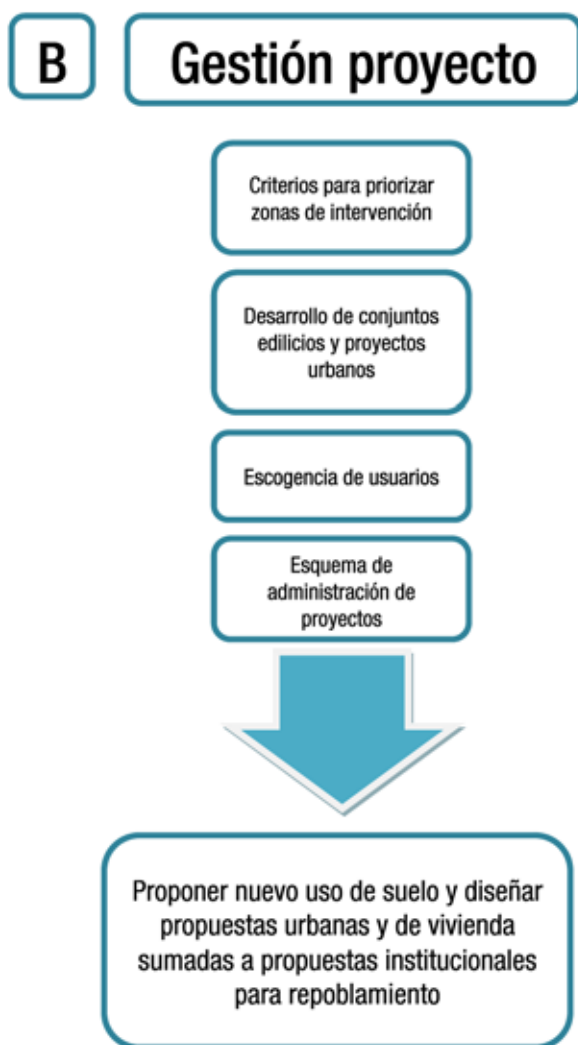 B
Gestión proyecto
Criterios para priorizar
zonas de intervención
Desarrollo de conjuntos
edilicios y proyectos
urbanos
Escogencia de usuarios
Esquema de
administración de
proyectos
Proponer nuevo uso de suelo y diseñar
propuestas urbanas y de vivienda
sumadas a propuestas institucionales
para repoblamiento